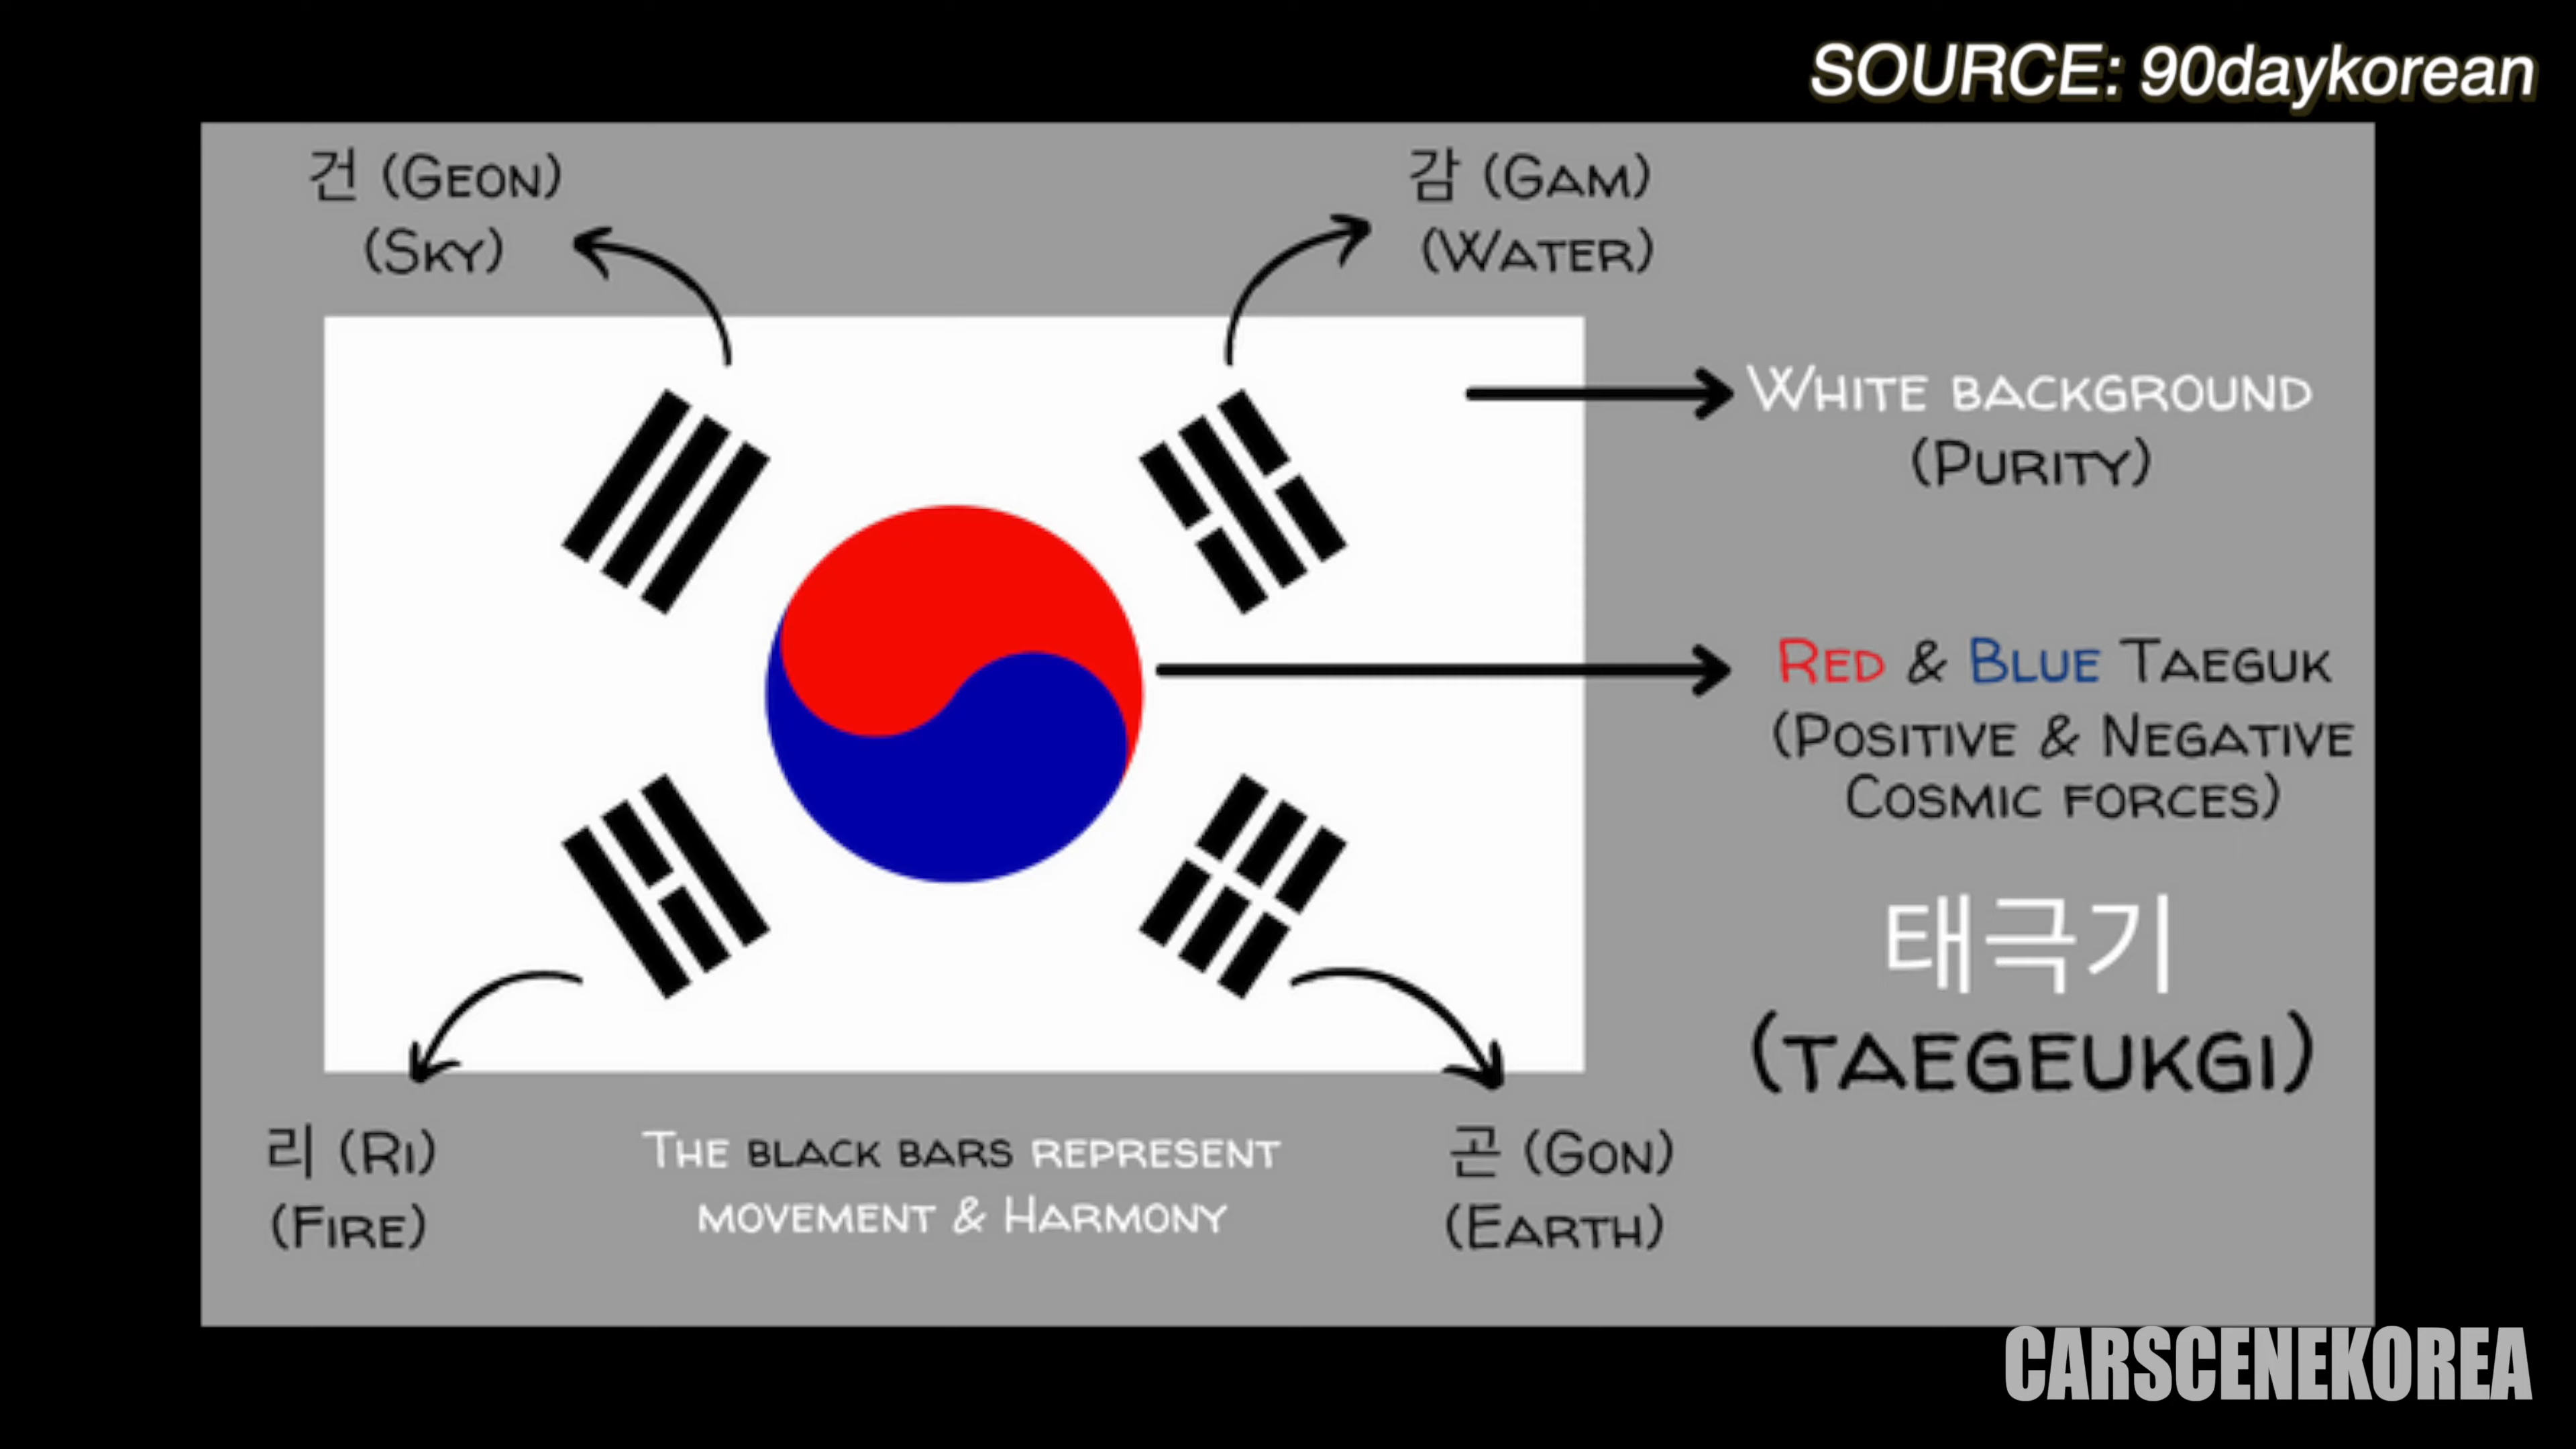 SOURCE: 90daykorean
건 (GEON)
(SKY)
감 (GAM)
(WATER)
WHITE BACKGROUND
(PURITY)
RED & BLUE TAEGUK
(POSITIVE & NEGATIVE
COSMIC FORCES)
태극기
(TAEGEUKGI)
리 (RI)
(FIRE)
THE BLACK BARS REPRESENT
MOVEMENT & HARMONY
곤 (GON)
(EARTH)
CARSCENEKOREA